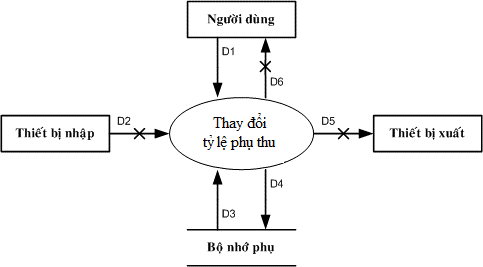 Người dùng
D1
D6
Thiết bị nhập
D2
Thay đổi
tỷ lệ phụ thu
D5
Thiết bị xuất
D3
D4
Bộ nhớ phụ